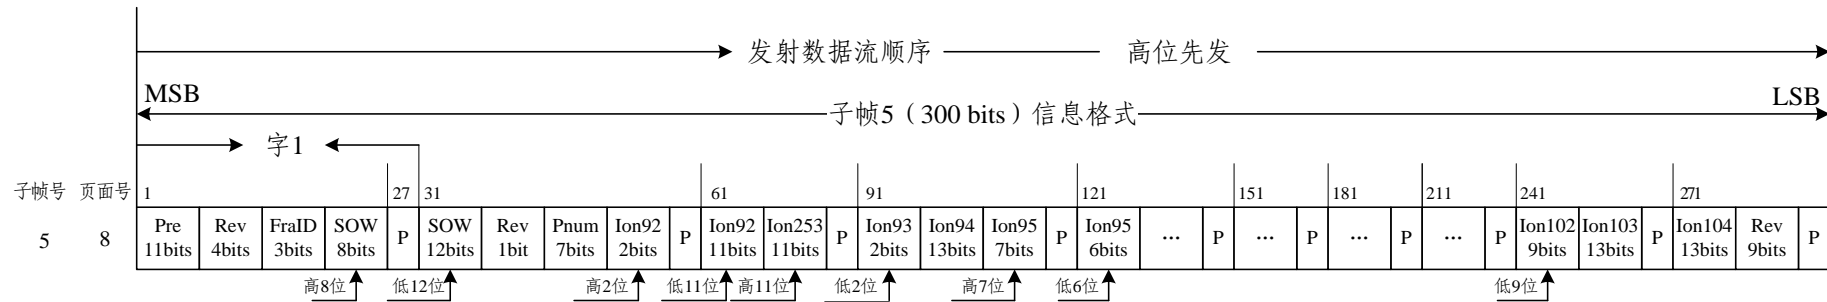 发射数据流顺序 高位先发
MSB LSB
子帧5（300 bits）信息格式
字1
子帧号 页面号 1 27 31 61 91 121 151 181 211 241 271
5 8 Pre 11bits Rev 4bits FraID 3bits SOW 8bits P SOW 12bits Rev 1bit Pnum 7bits Ion92 2bits P Ion92 11bits Ion253 11bits P Ion93 2bits Ion94 13bits Ion95 7bits P Ion95 6bits ... P ... P ... P ... P Ion102 9bits Ion103 13bits P Ion104 13bits Rev 9bits P
高8位 低12位 高2位 低11位 高11位 低2位 高7位 低6位 低9位